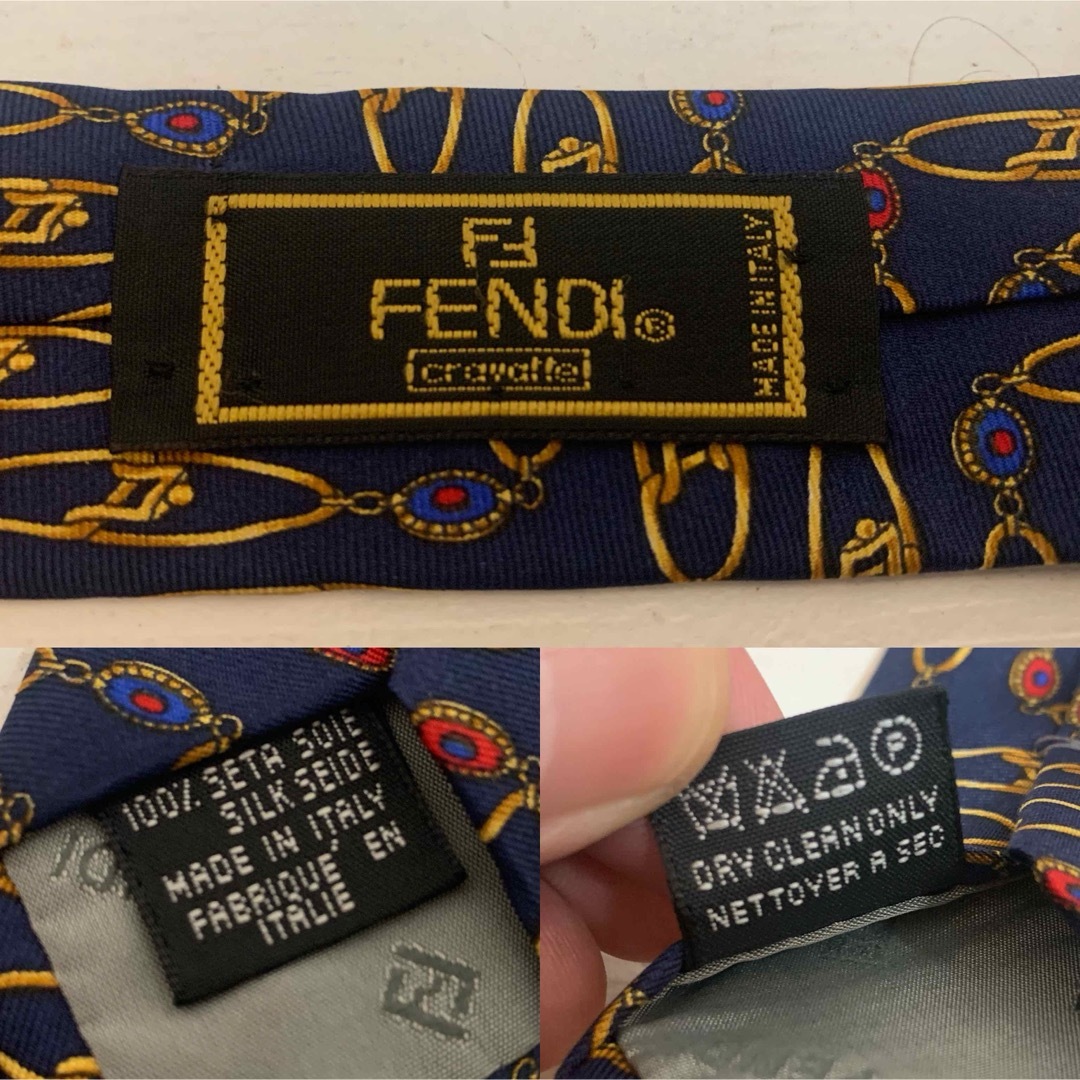 FF
FENDI®
cravatte
MADE IN ITALY
100% SETA SOIE
SILK SEIDE
MADE IN ITALY
FABRIQUÉ EN
ITALIE
A P
DRY CLEAN ONLY
NETTOYER A SEC